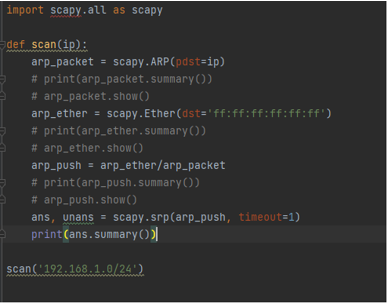 import scapy.all as scapy
def scan(ip):
    arp_packet = scapy.ARP(pdst=ip)
    # print(arp_packet.summary())
    # arp_packet.show()
    arp_ether = scapy.Ether(dst='ff:ff:ff:ff:ff:ff')
    # print(arp_ether.summary())
    # arp_ether.show()
    arp_push = arp_ether/arp_packet
    # print(arp_push.summary())
    # arp_push.show()
    ans, unans = scapy.srp(arp_push, timeout=1)
    print(ans.summary())
scan('192.168.1.0/24')